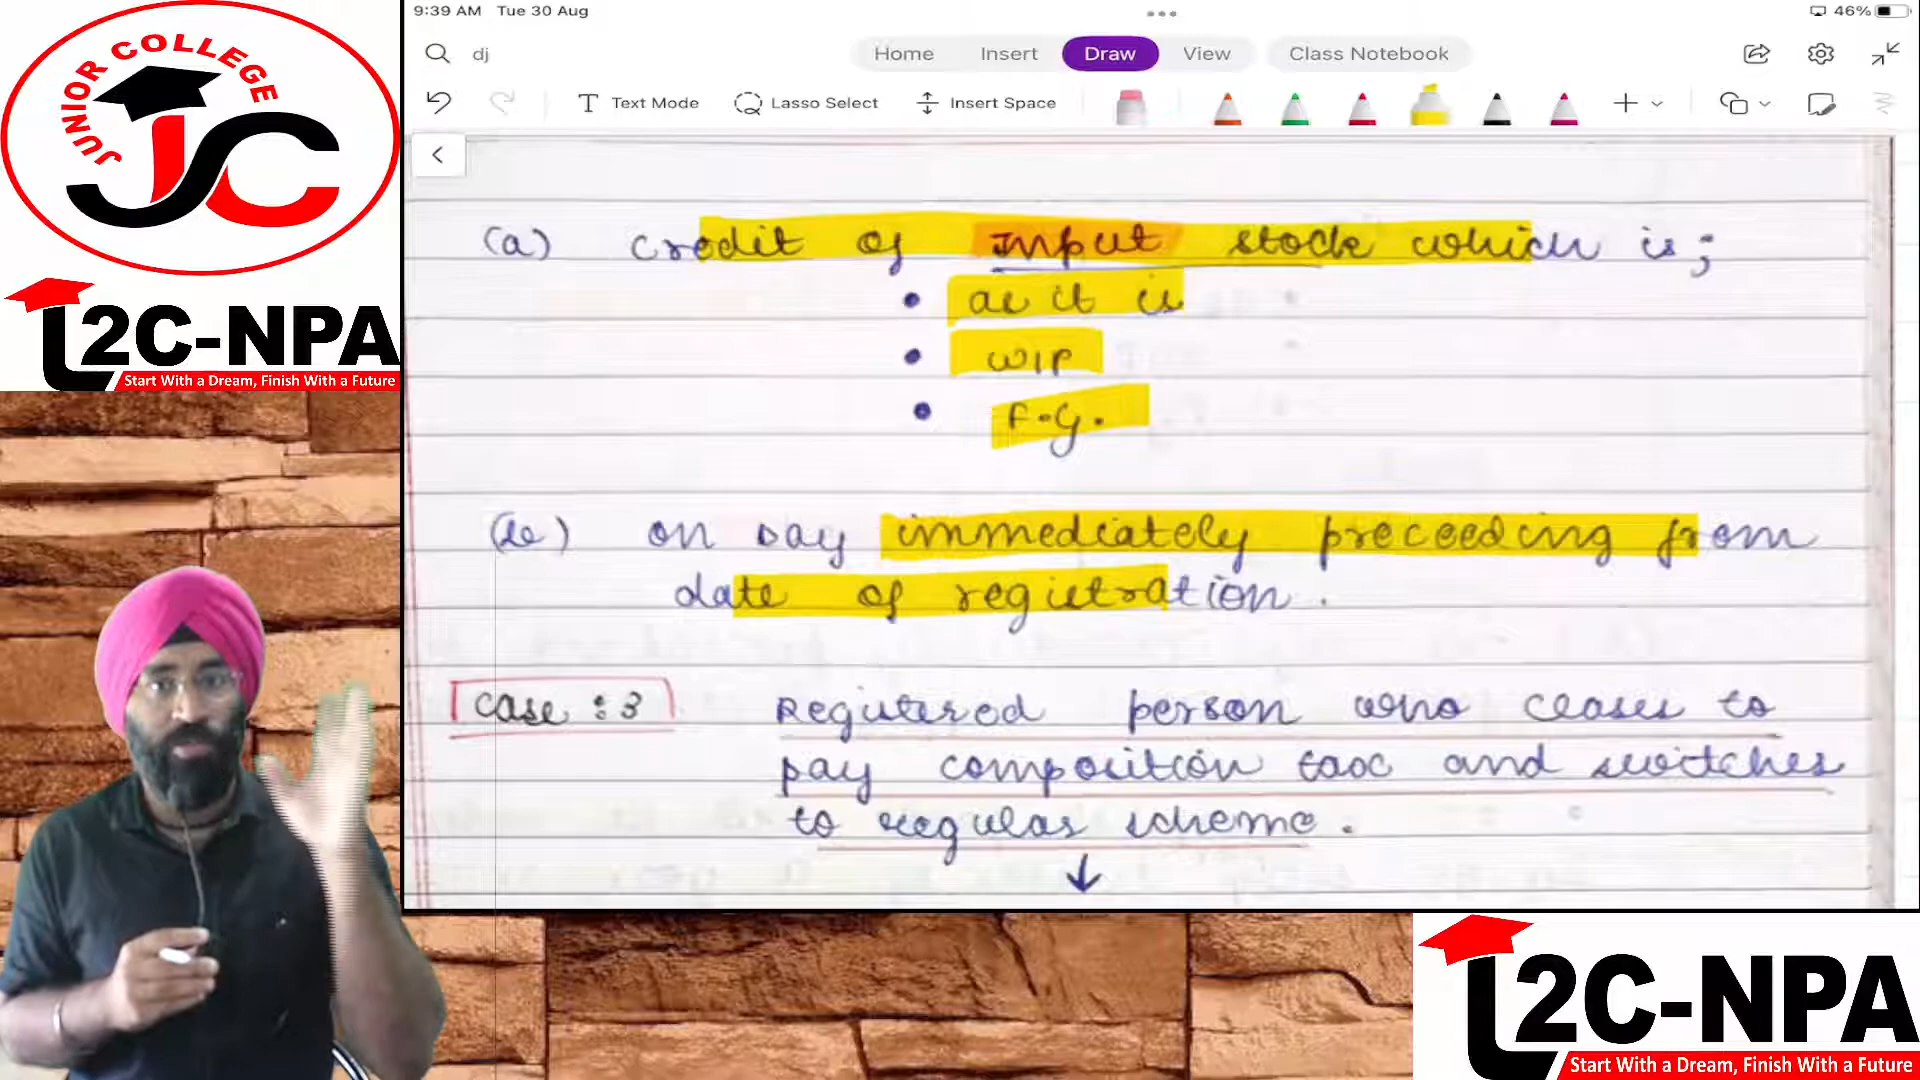 9:39 AM Tue 30 Aug
46%
dj
Home Insert Draw View Class Notebook
Text Mode Lasso Select Insert Space
JUNIOR COLLEGE
JC
L2C-NPA
Start With a Dream, Finish With a Future
(a) credit of Input stock which is;
• as it is
• WIP
• F.G.
(b) on day immediately preceeding from
date of registration.
case : 3 Registered person who ceases to
pay composition tax and switches
to regular scheme.
L2C-NPA
Start With a Dream, Finish With a Future